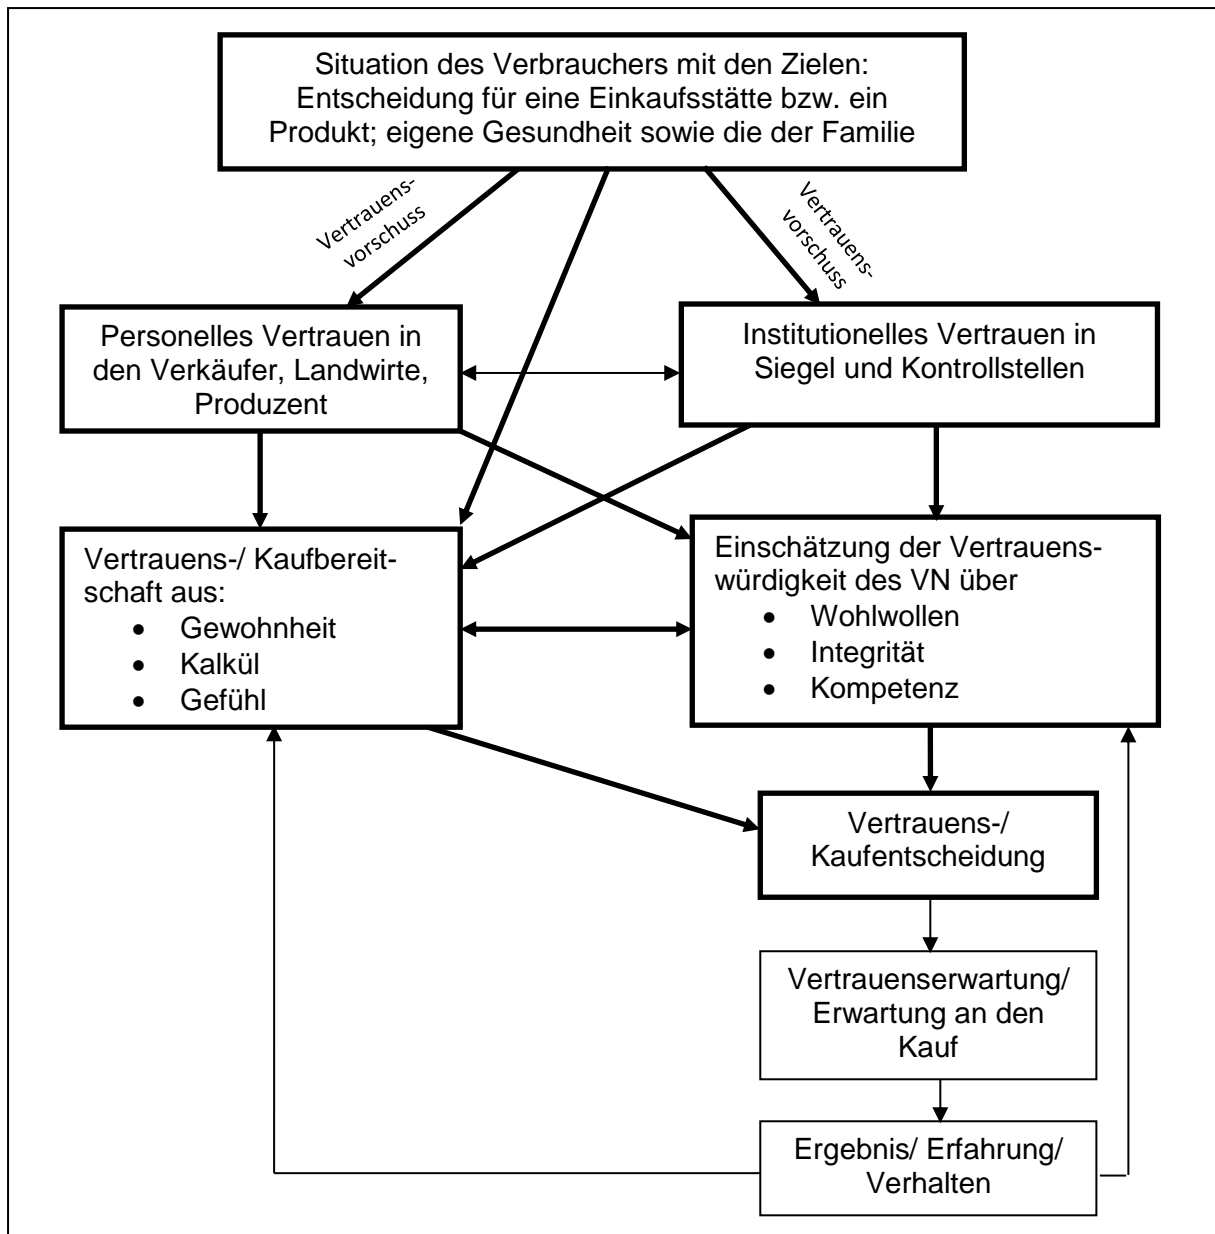 Situation des Verbrauchers mit den Zielen:
Entscheidung für eine Einkaufsstätte bzw. ein
Produkt; eigene Gesundheit sowie die der Familie
Vertrauens-
vorschuss
Vertrauens-
vorschuss
Personelles Vertrauen in
den Verkäufer, Landwirte,
Produzent
Institutionelles Vertrauen in
Siegel und Kontrollstellen
Vertrauens-/ Kaufbereit-
schaft aus:
• Gewohnheit
• Kalkül
• Gefühl
Einschätzung der Vertrauens-
würdigkeit des VN über
• Wohlwollen
• Integrität
• Kompetenz
Vertrauens-/
Kaufentscheidung
Vertrauenserwartung/
Erwartung an den
Kauf
Ergebnis/ Erfahrung/
Verhalten